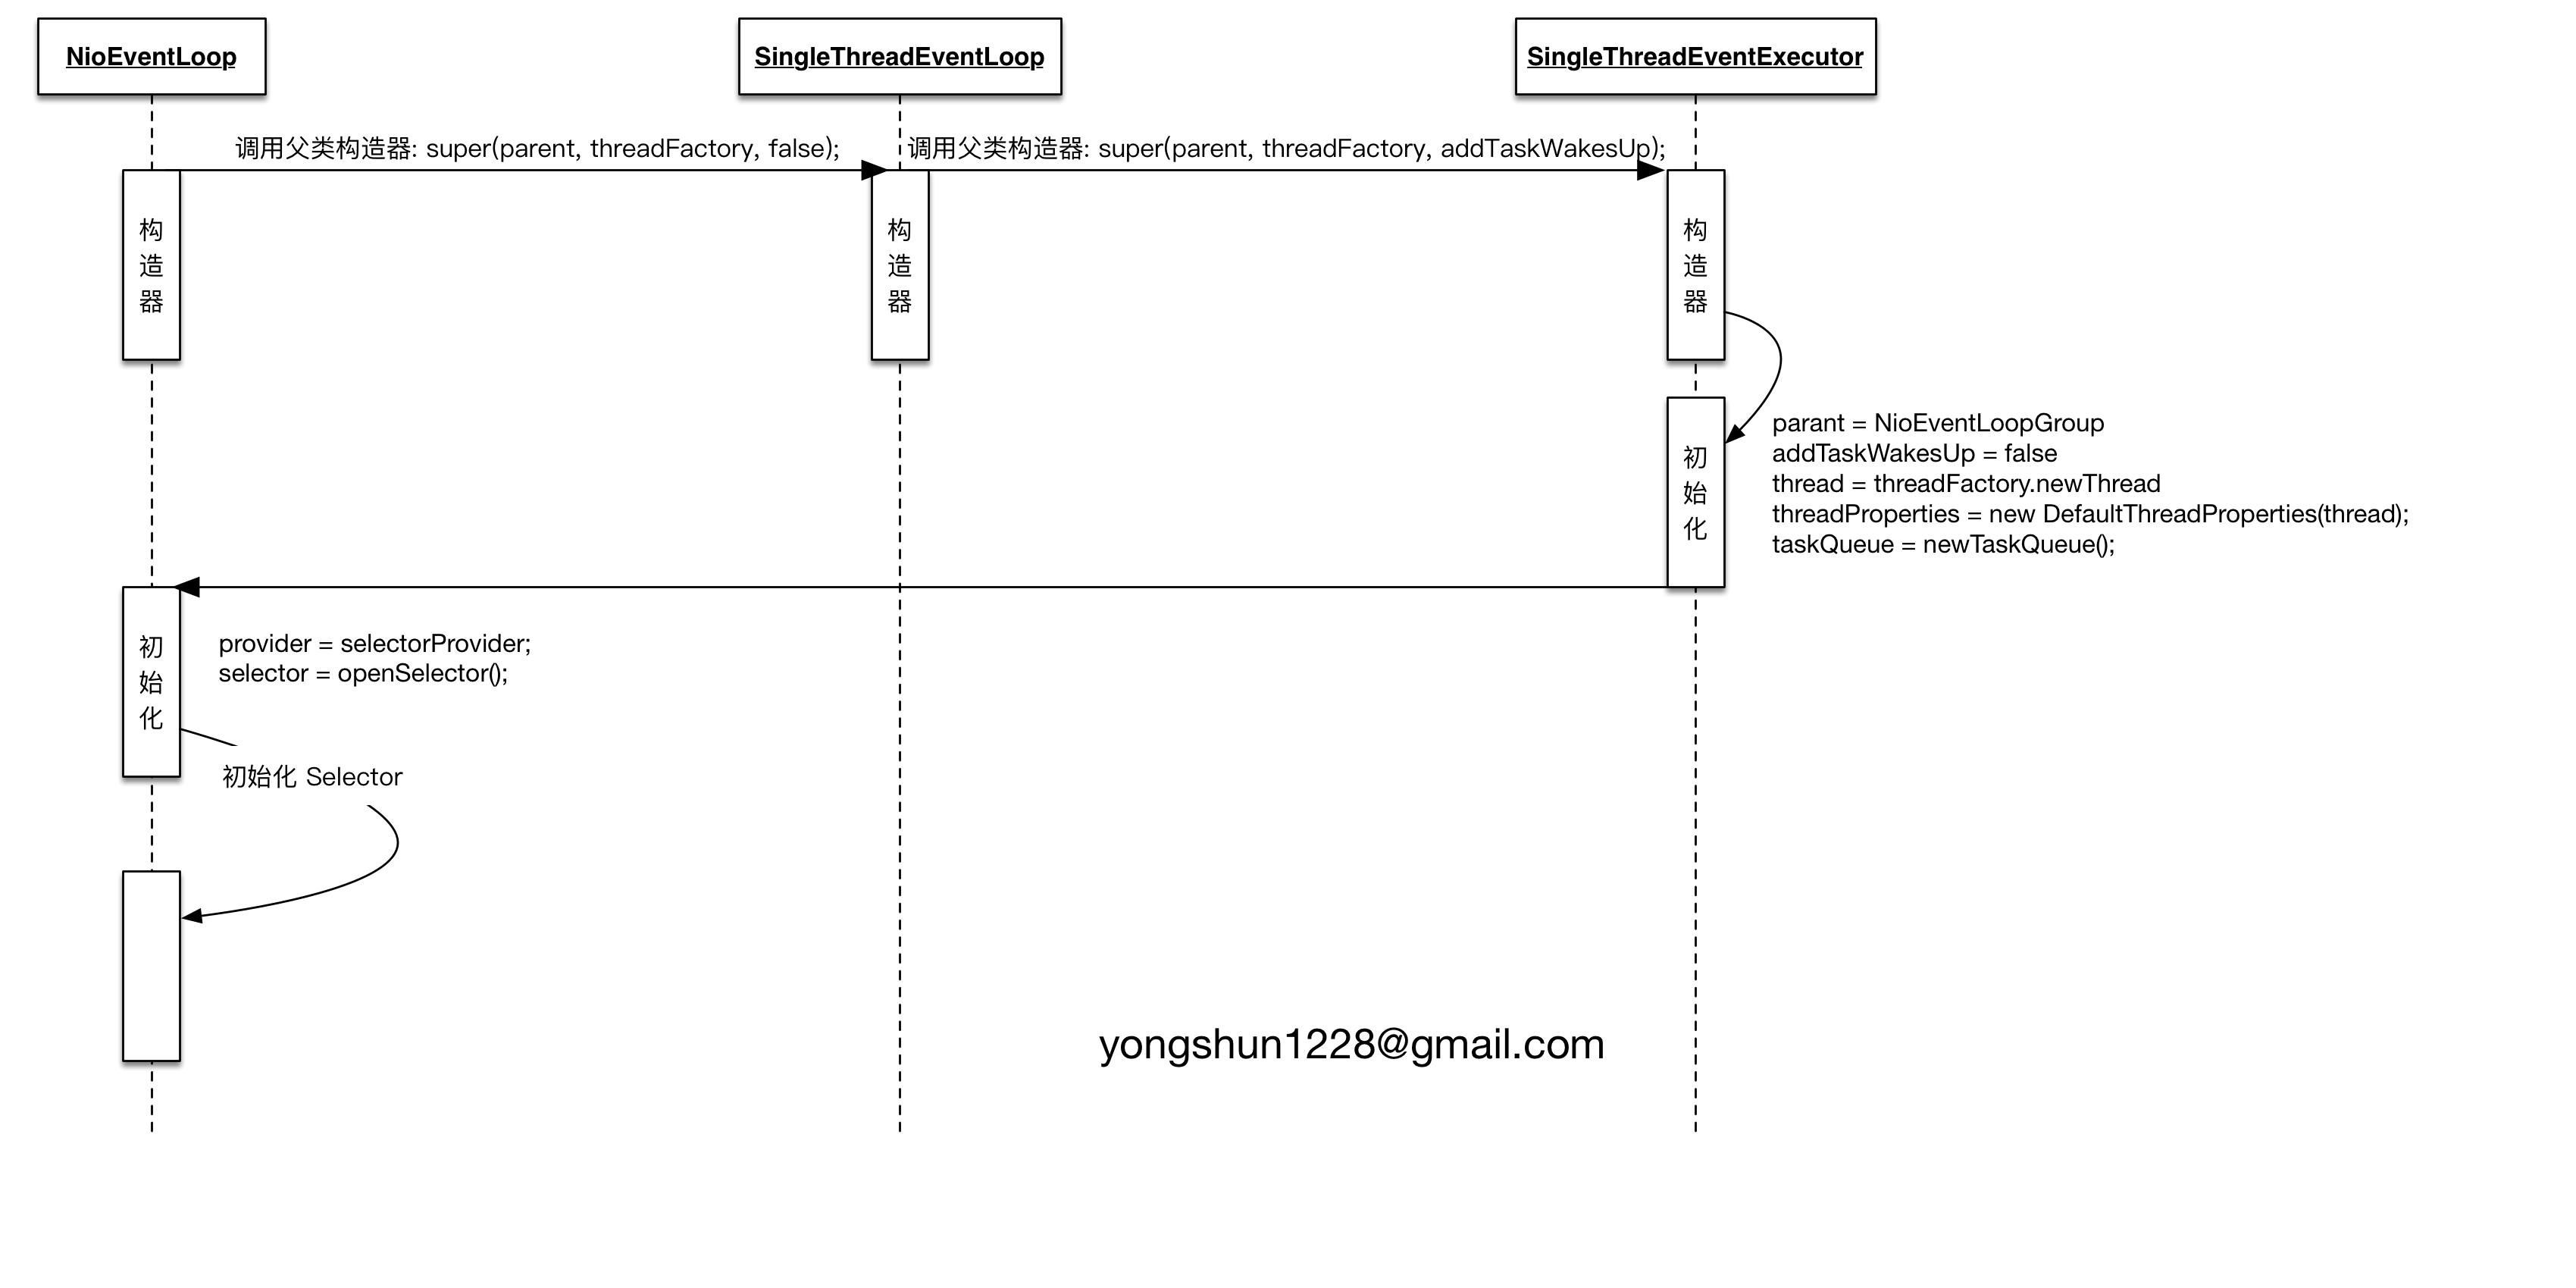 NioEventLoop
SingleThreadEventLoop
SingleThreadEventExecutor
调用父类构造器: super(parent, threadFactory, false);
调用父类构造器: super(parent, threadFactory, addTaskWakesUp);
构
造
器
构
造
器
构
造
器
初
始
化
parant = NioEventLoopGroup
addTaskWakesUp = false
thread = threadFactory.newThread
threadProperties = new DefaultThreadProperties(thread);
taskQueue = newTaskQueue();
初
始
化
provider = selectorProvider;
selector = openSelector();
初始化 Selector
yongshun1228@gmail.com